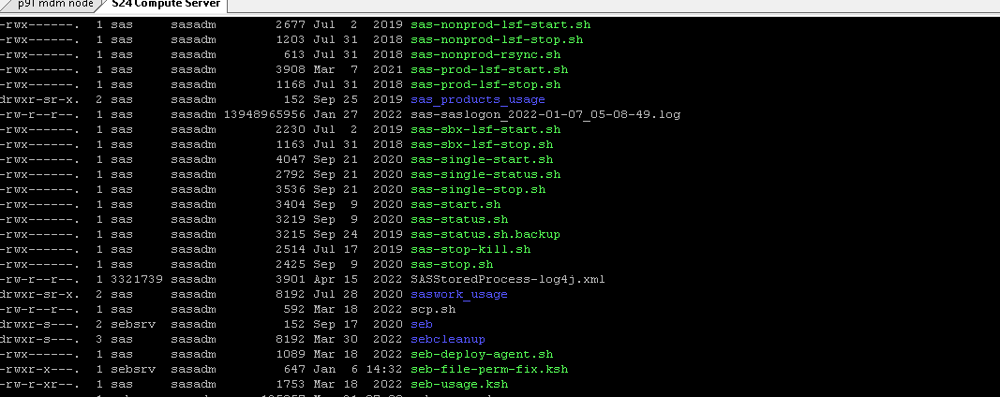 p91 mdm node S24 Compute Server
-rwx------. 1 sas sasadm 2677 Jul 2 2019 sas-nonprod-lsf-start.sh
-rwx------. 1 sas sasadm 1203 Jul 31 2018 sas-nonprod-lsf-stop.sh
-rwx------. 1 sas sasadm 613 Jul 31 2018 sas-nonprod-rsync.sh
-rwx------. 1 sas sasadm 3908 Mar 7 2021 sas-prod-lsf-start.sh
-rwx------. 1 sas sasadm 1168 Jul 31 2018 sas-prod-lsf-stop.sh
drwxr-sr-x. 2 sas sasadm 152 Sep 25 2019 sas_products_usage
-rw-r--r--. 1 sas sasadm 13948965956 Jan 27 2022 sas-saslogon_2022-01-07_05-08-49.log
-rwx------. 1 sas sasadm 2230 Jul 2 2019 sas-sbx-lsf-start.sh
-rwx------. 1 sas sasadm 1163 Jul 31 2018 sas-sbx-lsf-stop.sh
-rwx------. 1 sas sasadm 4047 Sep 21 2020 sas-single-start.sh
-rwx------. 1 sas sasadm 2792 Sep 21 2020 sas-single-status.sh
-rwx------. 1 sas sasadm 3536 Sep 21 2020 sas-single-stop.sh
-rwx------. 1 sas sasadm 3404 Sep 9 2020 sas-start.sh
-rwx------. 1 sas sasadm 3219 Sep 9 2020 sas-status.sh
-rwx------. 1 sas sasadm 3215 Sep 24 2019 sas-status.sh.backup
-rwx------. 1 sas sasadm 2514 Jul 17 2019 sas-stop-kill.sh
-rwx------. 1 sas sasadm 2425 Sep 9 2020 sas-stop.sh
-rw-r--r--. 1 3321739 sasadm 3901 Apr 15 2022 SASStoredProcess-log4j.xml
drwxr-sr-x. 2 sas sasadm 8192 Jul 28 2020 saswork_usage
-rw-r--r--. 1 sas sasadm 592 Mar 18 2022 scp.sh
drwxr-s---. 2 sebsrv sasadm 152 Sep 17 2020 seb
drwxr-s---. 3 sas sasadm 8192 Mar 30 2022 sebcleanup
-rwx------. 1 sas sasadm 1089 Mar 18 2022 seb-deploy-agent.sh
-rwxr-x---. 1 sebsrv sasadm 647 Jan 6 14:32 seb-file-perm-fix.ksh
-rw-r-xr--. 1 sas sasadm 1753 Mar 18 2022 seb-usage.ksh